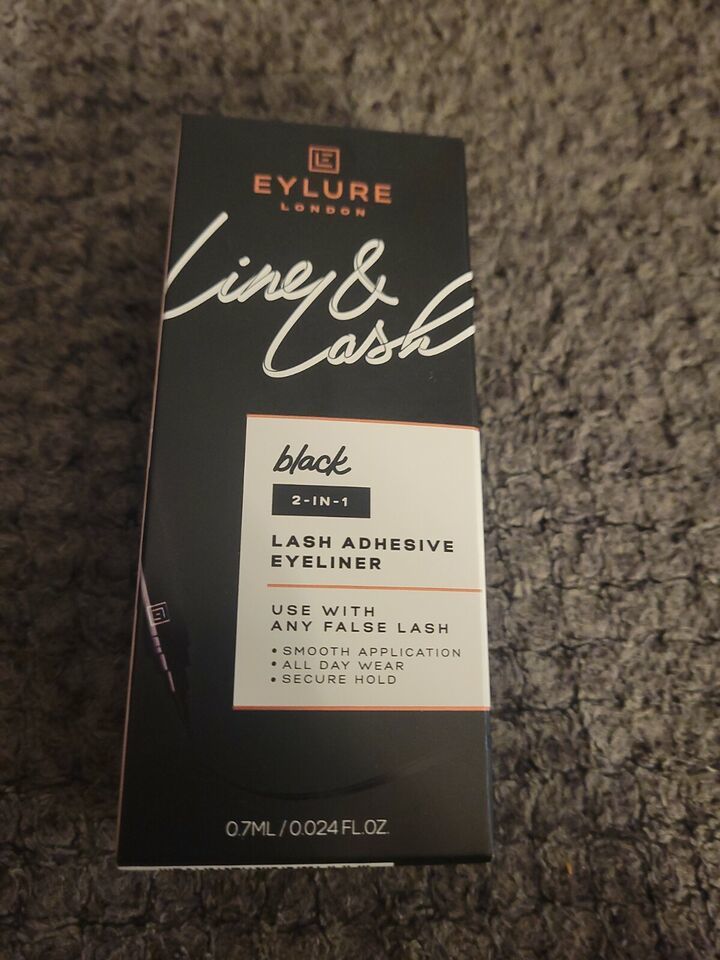 EYLURE
LONDON
Line &
Lash
black
2-IN-1
LASH ADHESIVE
EYELINER
USE WITH
ANY FALSE LASH
• SMOOTH APPLICATION
• ALL DAY WEAR
• SECURE HOLD
0.7ML / 0.024 FL.OZ.